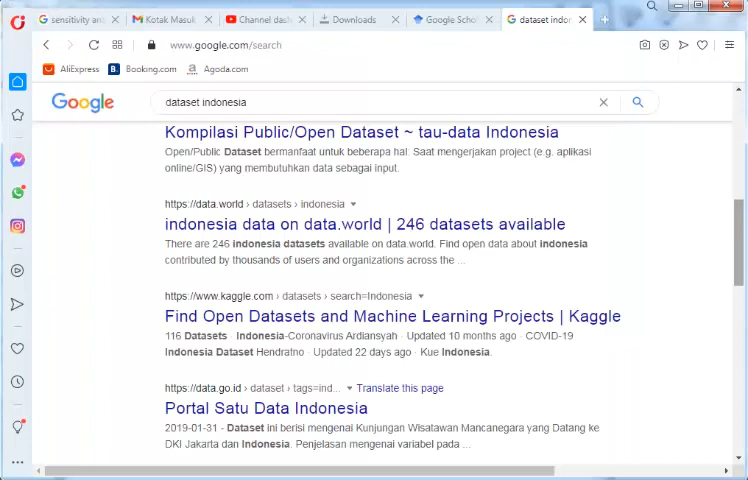 sensitivity an
Kotak Masuk
Channel dash
Downloads
Google Schol
dataset indon
www.google.com/search
AliExpress
B. Booking.com
a Agoda.com
Google
dataset indonesia
Kompilasi Public/Open Dataset ~ tau-data Indonesia
Open/Public Dataset bermanfaat untuk beberapa hal: Saat mengerjakan project (e.g. aplikasi
online/GIS) yang membutuhkan data sebagai input.
https://data.world › datasets › indonesia
indonesia data on data.world | 246 datasets available
There are 246 indonesia datasets available on data.world. Find open data about indonesia
contributed by thousands of users and organizations across the ...
https://www.kaggle.com › datasets › search=Indonesia
Find Open Datasets and Machine Learning Projects | Kaggle
116 Datasets · Indonesia-Coronavirus Ardiansyah · Updated 10 months ago · COVID-19
Indonesia Dataset Hendratno · Updated 22 days ago · Kue Indonesia.
https://data.go.id › dataset › tags=ind... Translate this page
Portal Satu Data Indonesia
2019-01-31 - Dataset ini berisi mengenai Kunjungan Wisatawan Mancanegara yang Datang ke
DKI Jakarta dan Indonesia. Penjelasan mengenai variabel pada ...